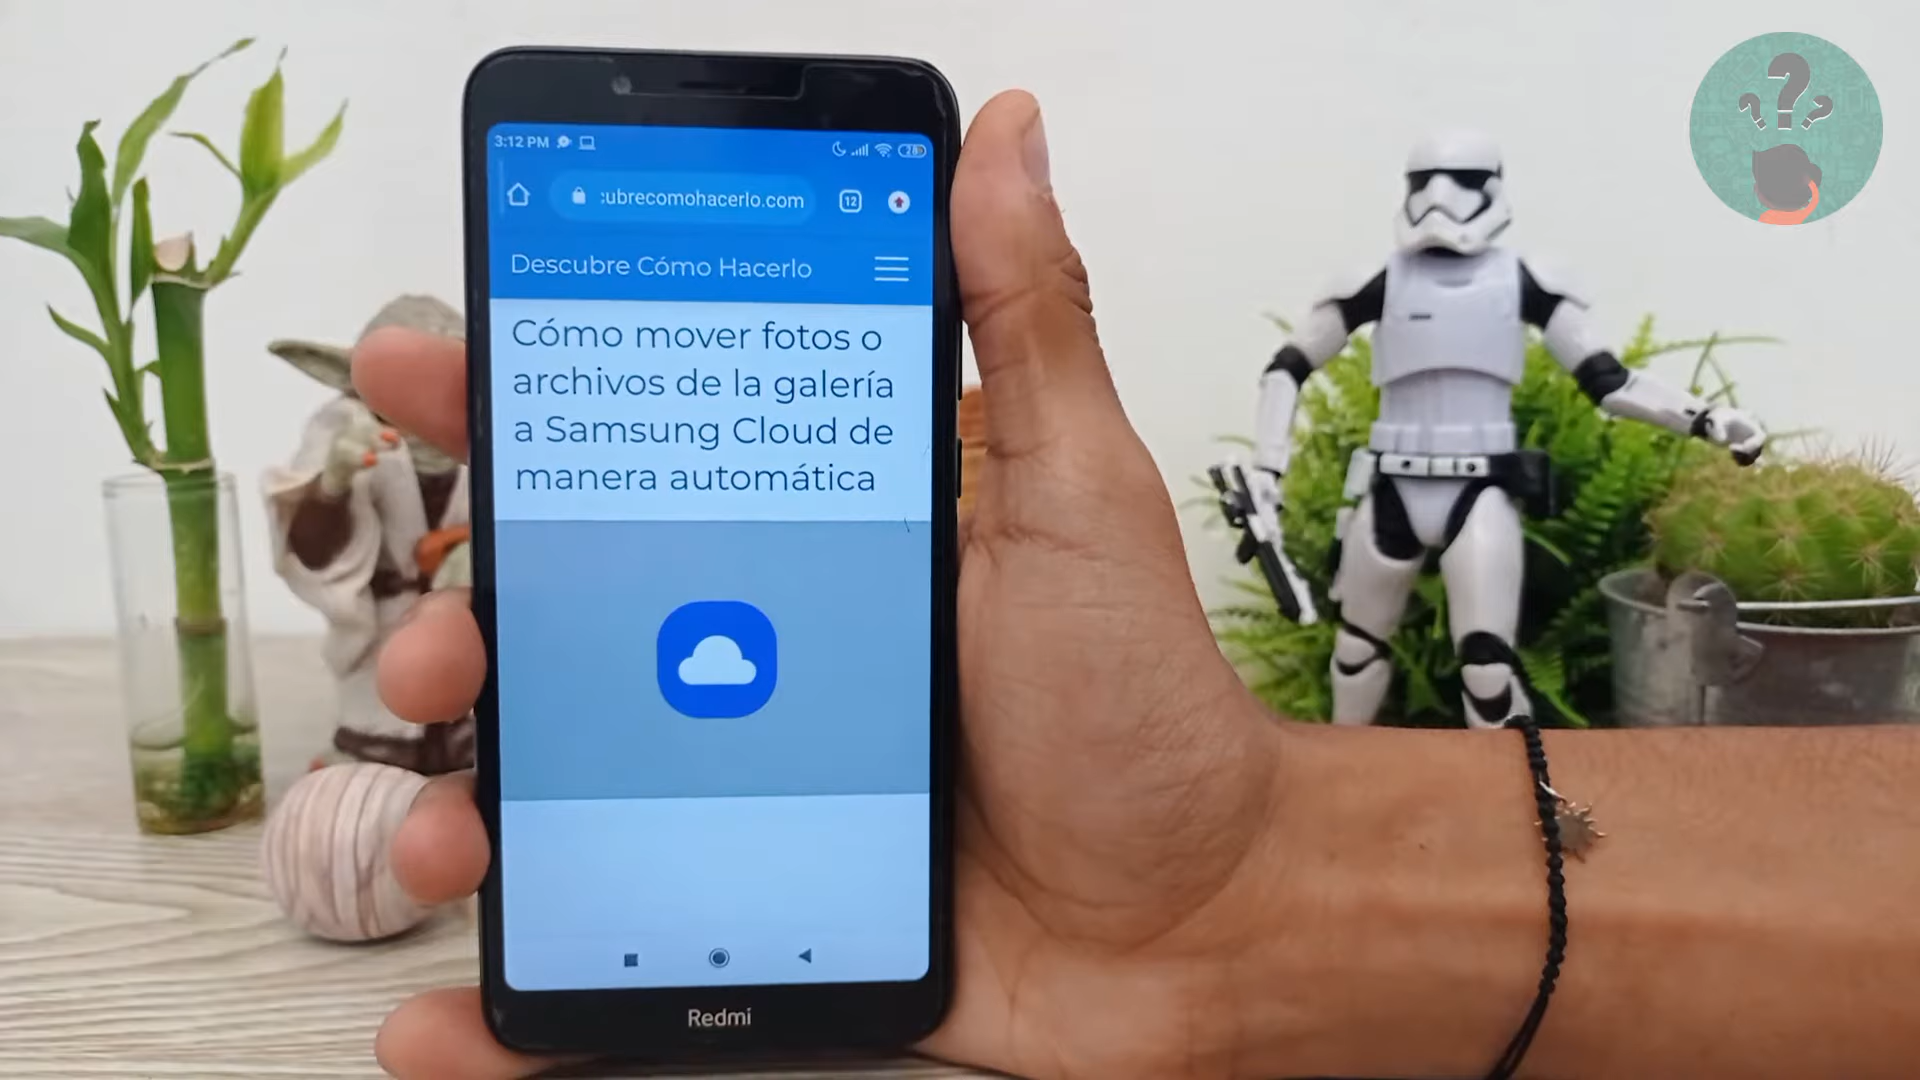 3:12 PM
28
:ubrecomohacerlo.com
12
Descubre Cómo Hacerlo
Cómo mover fotos o
archivos de la galería
a Samsung Cloud de
manera automática
Redmi